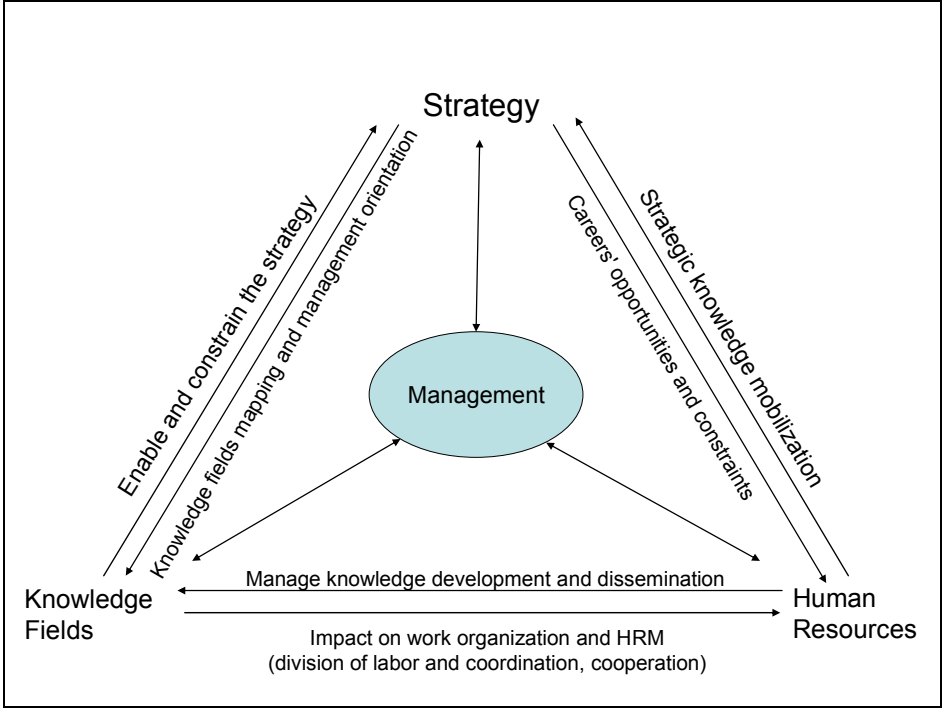 Strategy
Enable and constrain the strategy
Knowledge fields mapping and management orientation
Careers' opportunities and constraints
Strategic knowledge mobilization
Management
Manage knowledge development and dissemination
Knowledge
Fields
Human
Resources
Impact on work organization and HRM
(division of labor and coordination, cooperation)